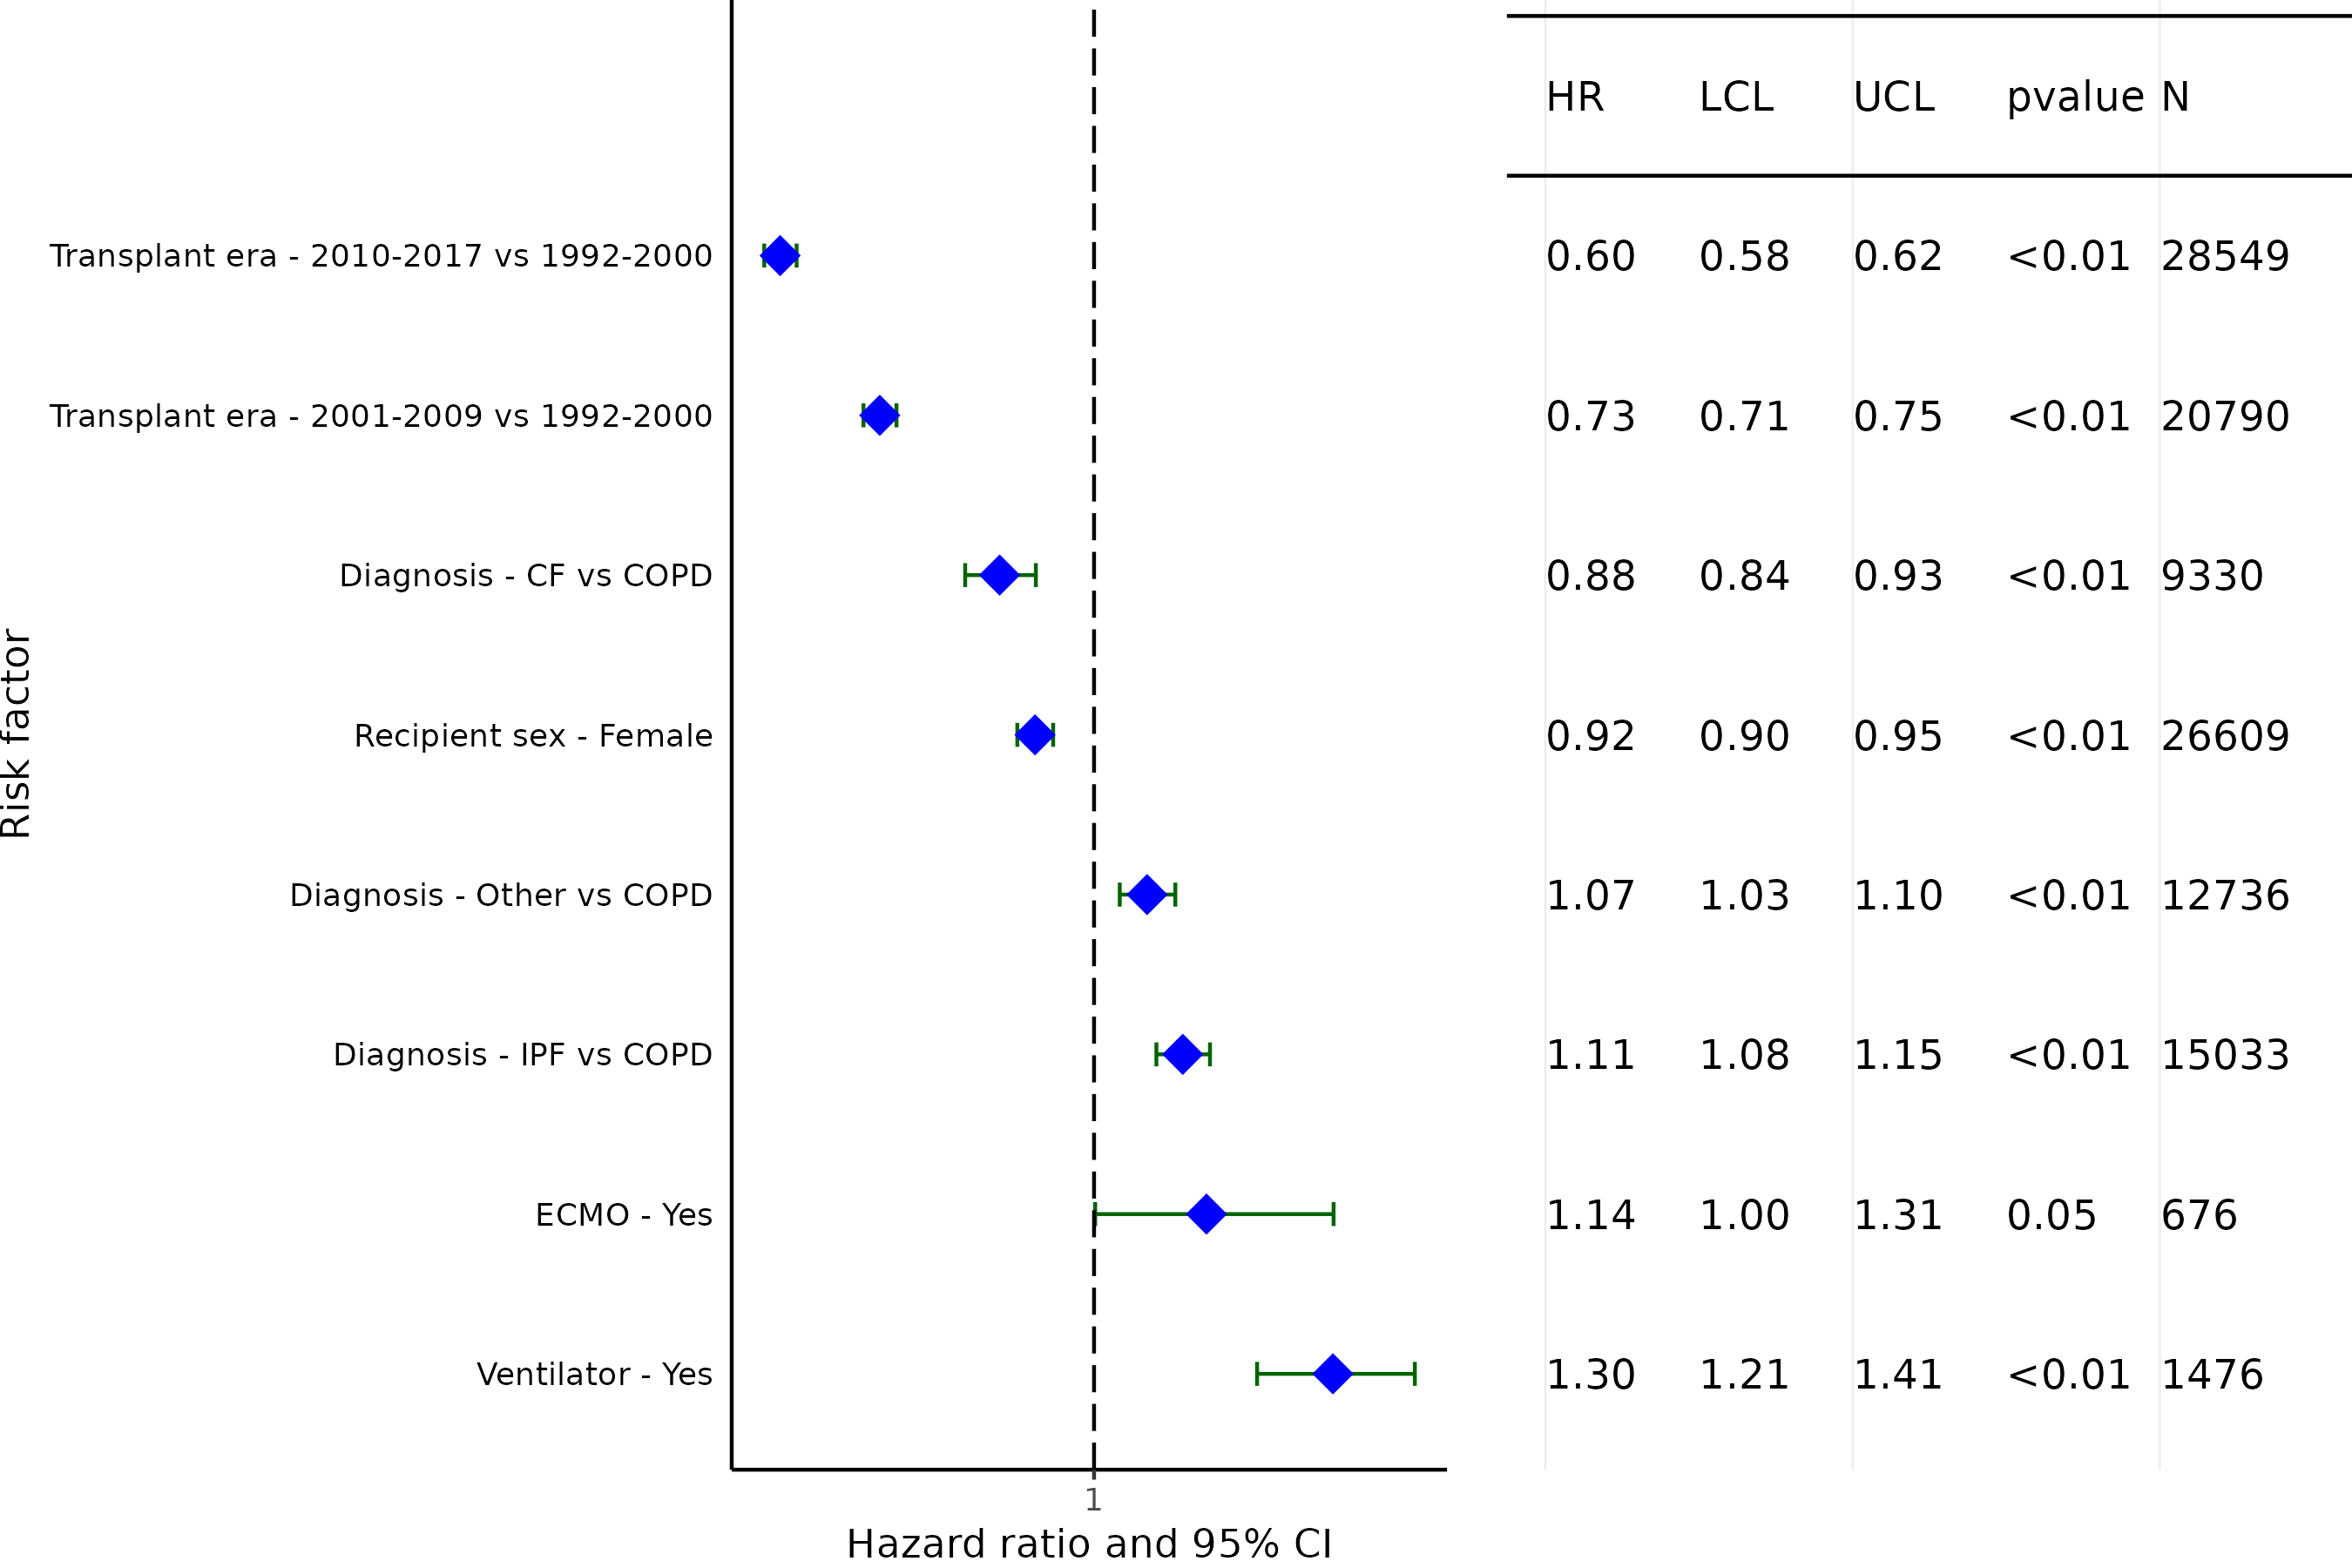 HR LCL UCL pvalue N
Transplant era - 2010-2017 vs 1992-2000 0.60 0.58 0.62 <0.01 28549
Transplant era - 2001-2009 vs 1992-2000 0.73 0.71 0.75 <0.01 20790
Diagnosis - CF vs COPD 0.88 0.84 0.93 <0.01 9330
Recipient sex - Female 0.92 0.90 0.95 <0.01 26609
Diagnosis - Other vs COPD 1.07 1.03 1.10 <0.01 12736
Diagnosis - IPF vs COPD 1.11 1.08 1.15 <0.01 15033
ECMO - Yes 1.14 1.00 1.31 0.05 676
Ventilator - Yes 1.30 1.21 1.41 <0.01 1476
Risk factor
1
Hazard ratio and 95% CI